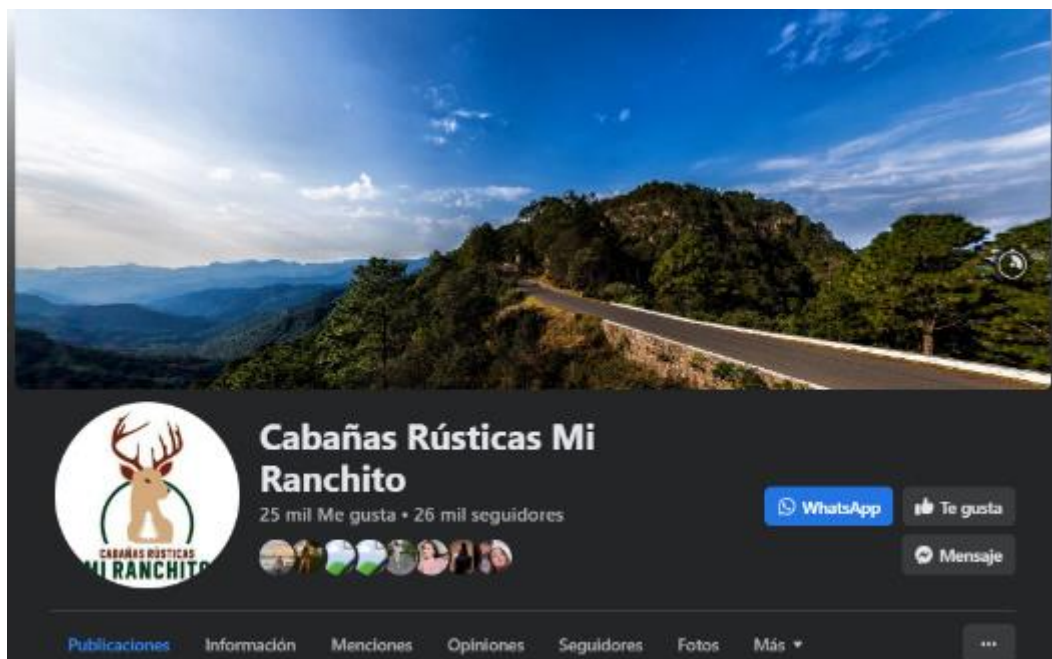 Cabañas Rústicas Mi
Ranchito
25 mil Me gusta • 26 mil seguidores
WhatsApp
Te gusta
Mensaje
CABAÑAS RÚSTICAS
MI RANCHITO
Publicaciones Información Menciones Opiniones Seguidores Fotos Más